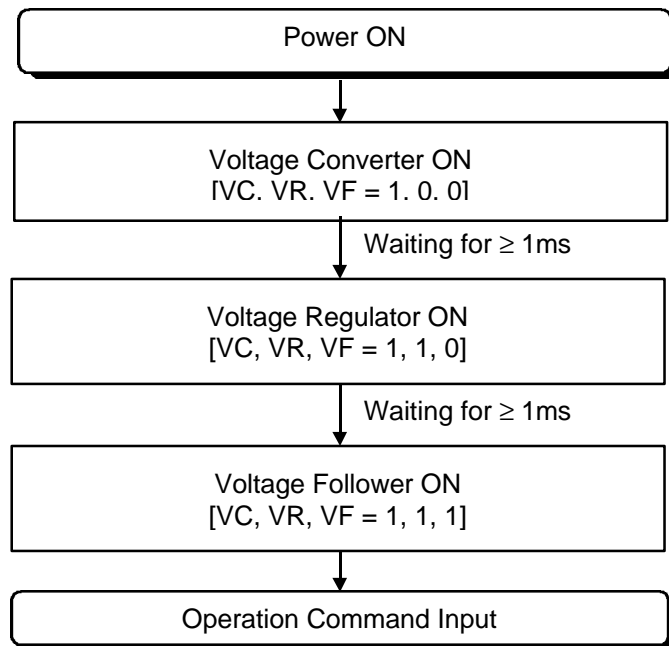 Power ON
Voltage Converter ON
[VC, VR, VF = 1, 0, 0]
Waiting for ≥ 1ms
Voltage Regulator ON
[VC, VR, VF = 1, 1, 0]
Waiting for ≥ 1ms
Voltage Follower ON
[VC, VR, VF = 1, 1, 1]
Operation Command Input